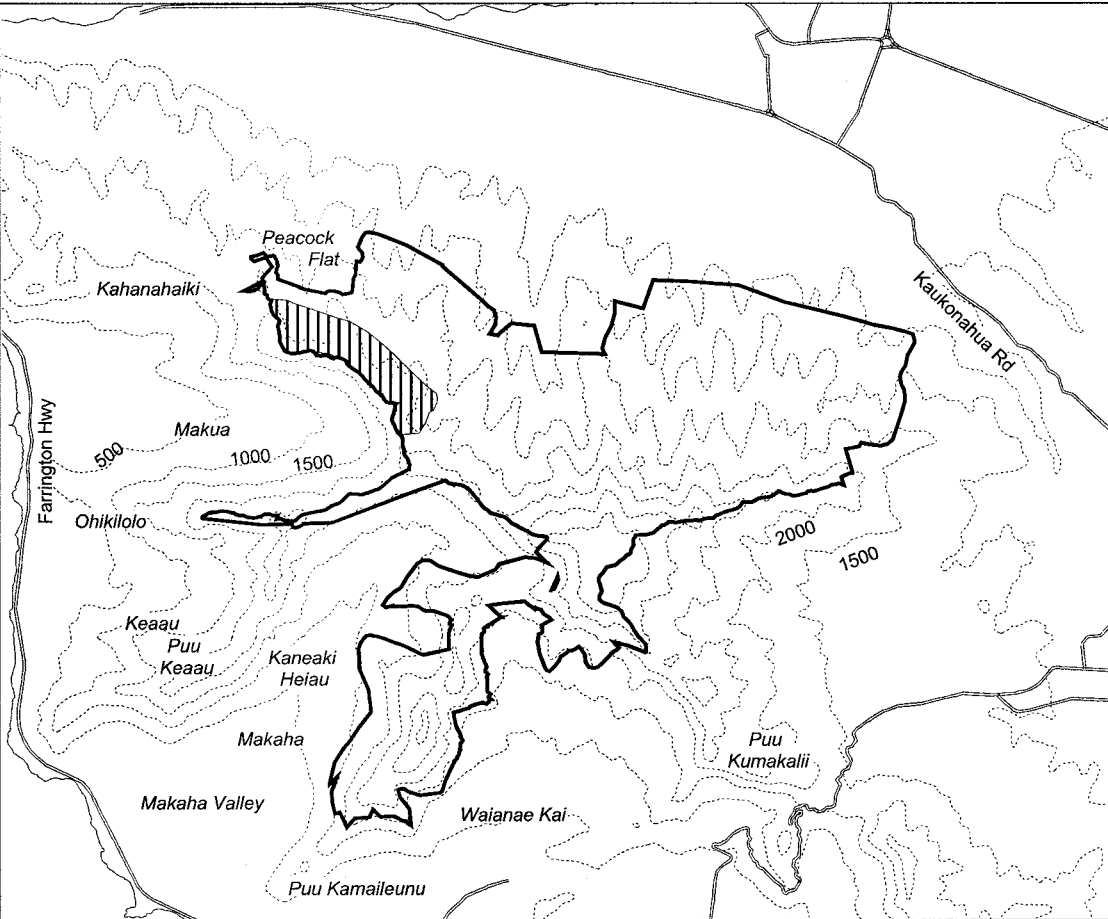 Peacock
Flat
Kahanahaiki
Kaukonahua Rd
Farrington Hwy
Makua
500
1000
1500
Ohikilolo
2000
1500
Keaau
Puu
Keaau
Kaneaki
Heiau
Makaha
Puu
Kumakalii
Makaha Valley
Waianae Kai
Puu Kamaileunu